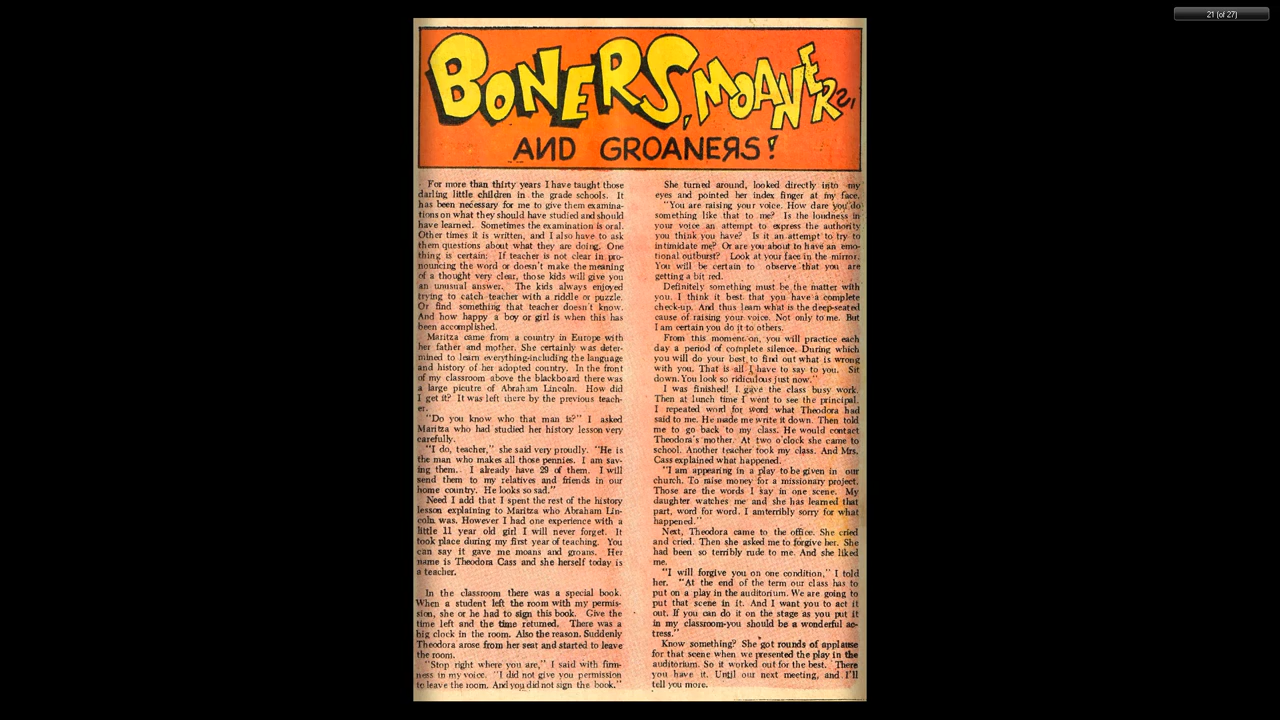 21 (of 27)
BONERS, MOANERS,
AND GROANERS!
For more than thirty years I have taught those
darling little children in the grade schools. It
has been necessary for me to give them examina-
tions on what they should have studied and should
have learned. Sometimes the examination is oral.
Other times it is written, and I also have to ask
them questions about what they are doing. One
thing is certain: If teacher is not clear in pro-
nouncing the word or doesn't make the meaning
of a thought very clear, those kids will give you
an unusual answer. The kids always enjoyed
trying to catch teacher with a riddle or puzzle.
Or find something that teacher doesn't know.
And how happy a boy or girl is when this has
been accomplished.
Maritza came from a country in Europe with
her father and mother. She certainly was deter-
mined to learn everything-including the language
and history of her adopted country. In the front
of my classroom above the blackboard there was
a large picutre of Abraham Lincoln. How did
I get it? It was left there by the previous teach-
er.
"Do you know who that man is?" I asked
Maritza who had studied her history lesson very
carefully.
"I do, teacher," she said very proudly. "He is
the man who makes all those pennies. I am sav-
ing them. I already have 29 of them. I will
send them to my relatives and friends in our
home country. He looks so sad."
Need I add that I spent the rest of the history
lesson explaining to Maritza who Abraham Lin-
coln was. However I had one experience with a
little 11 year old girl I will never forget. It
took place during my first year of teaching. You
can say it gave me moans and groans. Her
name is Theodora Cass and she herself today is
a teacher.
In the classroom there was a special book.
When a student left the room with my permis-
sion, she or he had to sign this book. Give the
time left and the time returned. There was a
big clock in the room. Also the reason. Suddenly
Theodora arose from her seat and started to leave
the room.
"Stop right where you are," I said with firm-
ness in my voice. "I did not give you permission
to leave the room. And you did not sign the book."
She turned around, looked directly into my
eyes and pointed her index finger at my face.
"You are raising your voice. How dare you do
something like that to me? Is the loudness in
your voice an attempt to express the authority
you think you have? Is it an attempt to try to
intimidate me? Or are you about to have an emo-
tional outburst? Look at your face in the mirror.
You will be certain to observe that you are
getting a bit red.
Definitely something must be the matter with
you. I think it best that you have a complete
check-up. And thus learn what is the deep-seated
cause of raising your voice. Not only to me. But
I am certain you do it to others.
From this moment on, you will practice each
day a period of complete silence. During which
you will do your best to find out what is wrong
with you. That is all I have to say to you. Sit
down. You look so ridiculous just now."
I was finished! I gave the class busy work.
Then at lunch time I went to see the principal.
I repeated word for word what Theodora had
said to me. He made me write it down. Then told
me to go back to my class. He would contact
Theodora's mother. At two o'clock she came to
school. Another teacher took my class. And Mrs.
Cass explained what happened.
"I am appearing in a play to be given in our
church. To raise money for a missionary project.
Those are the words I say in one scene. My
daughter watches me and she has learned that
part, word for word. I amterribly sorry for what
happened."
Next, Theodora came to the office. She cried
and cried. Then she asked me to forgive her. She
had been so terribly rude to me. And she liked
me.
"I will forgive you on one condition," I told
her. "At the end of the term our class has to
put on a play in the auditorium. We are going to
put that scene in it. And I want you to act it
out. If you can do it on the stage as you put it
in my classroom-you should be a wonderful ac-
tress."
Know something? She got rounds of applause
for that scene when we presented the play in the
auditorium. So it worked out for the best. There
you have it. Until our next meeting, and I'll
tell you more.